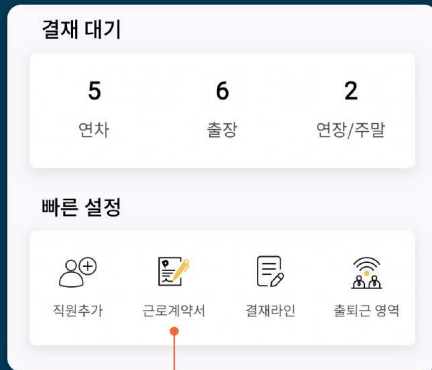 결재 대기
5 6 2
연차 출장 연장/주말
빠른 설정
직원추가 근로계약서 결재라인 출퇴근 영역